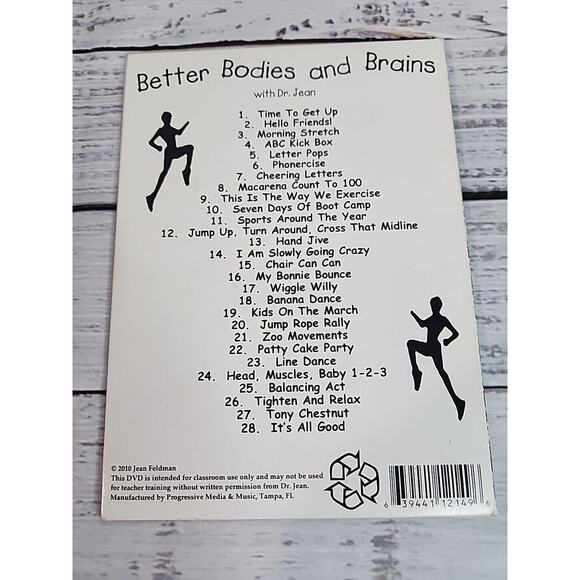 Better Bodies and Brains
with Dr. Jean
1. Time To Get Up
2. Hello Friends!
3. Morning Stretch
4. ABC Kick Box
5. Letter Pops
6. Phonercise
7. Cheering Letters
8. Macarena Count To 100
9. This Is The Way We Exercise
10. Seven Days Of Boot Camp
11. Sports Around The Year
12. Jump Up, Turn Around, Cross That Midline
13. Hand Jive
14. I Am Slowly Going Crazy
15. Chair Can Can
16. My Bonnie Bounce
17. Wiggle Willy
18. Banana Dance
19. Kids On The March
20. Jump Rope Rally
21. Zoo Movements
22. Patty Cake Party
23. Line Dance
24. Head, Muscles, Baby 1-2-3
25. Balancing Act
26. Tighten And Relax
27. Tony Chestnut
28. It's All Good
© 2010 Jean Feldman
This DVD is intended for classroom use only and may not be used
for teacher training without written permission from Dr. Jean.
Manufactured by Progressive Media & Music, Tampa, FL
6 39441 12149 6